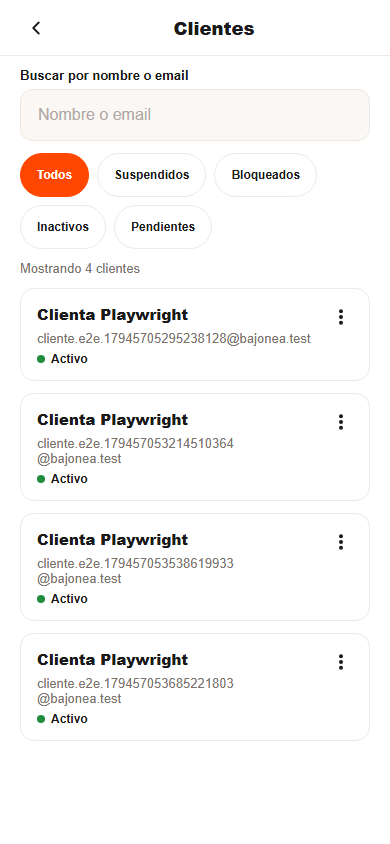 Clientes
Buscar por nombre o email
Nombre o email
Todos
Suspendidos
Bloqueados
Inactivos
Pendientes
Mostrando 4 clientes
Clienta Playwright
cliente.e2e.17945705295238128@bajonea.test
Activo
Clienta Playwright
cliente.e2e.179457053214510364
@bajonea.test
Activo
Clienta Playwright
cliente.e2e.179457053538619933
@bajonea.test
Activo
Clienta Playwright
cliente.e2e.179457053685221803
@bajonea.test
Activo